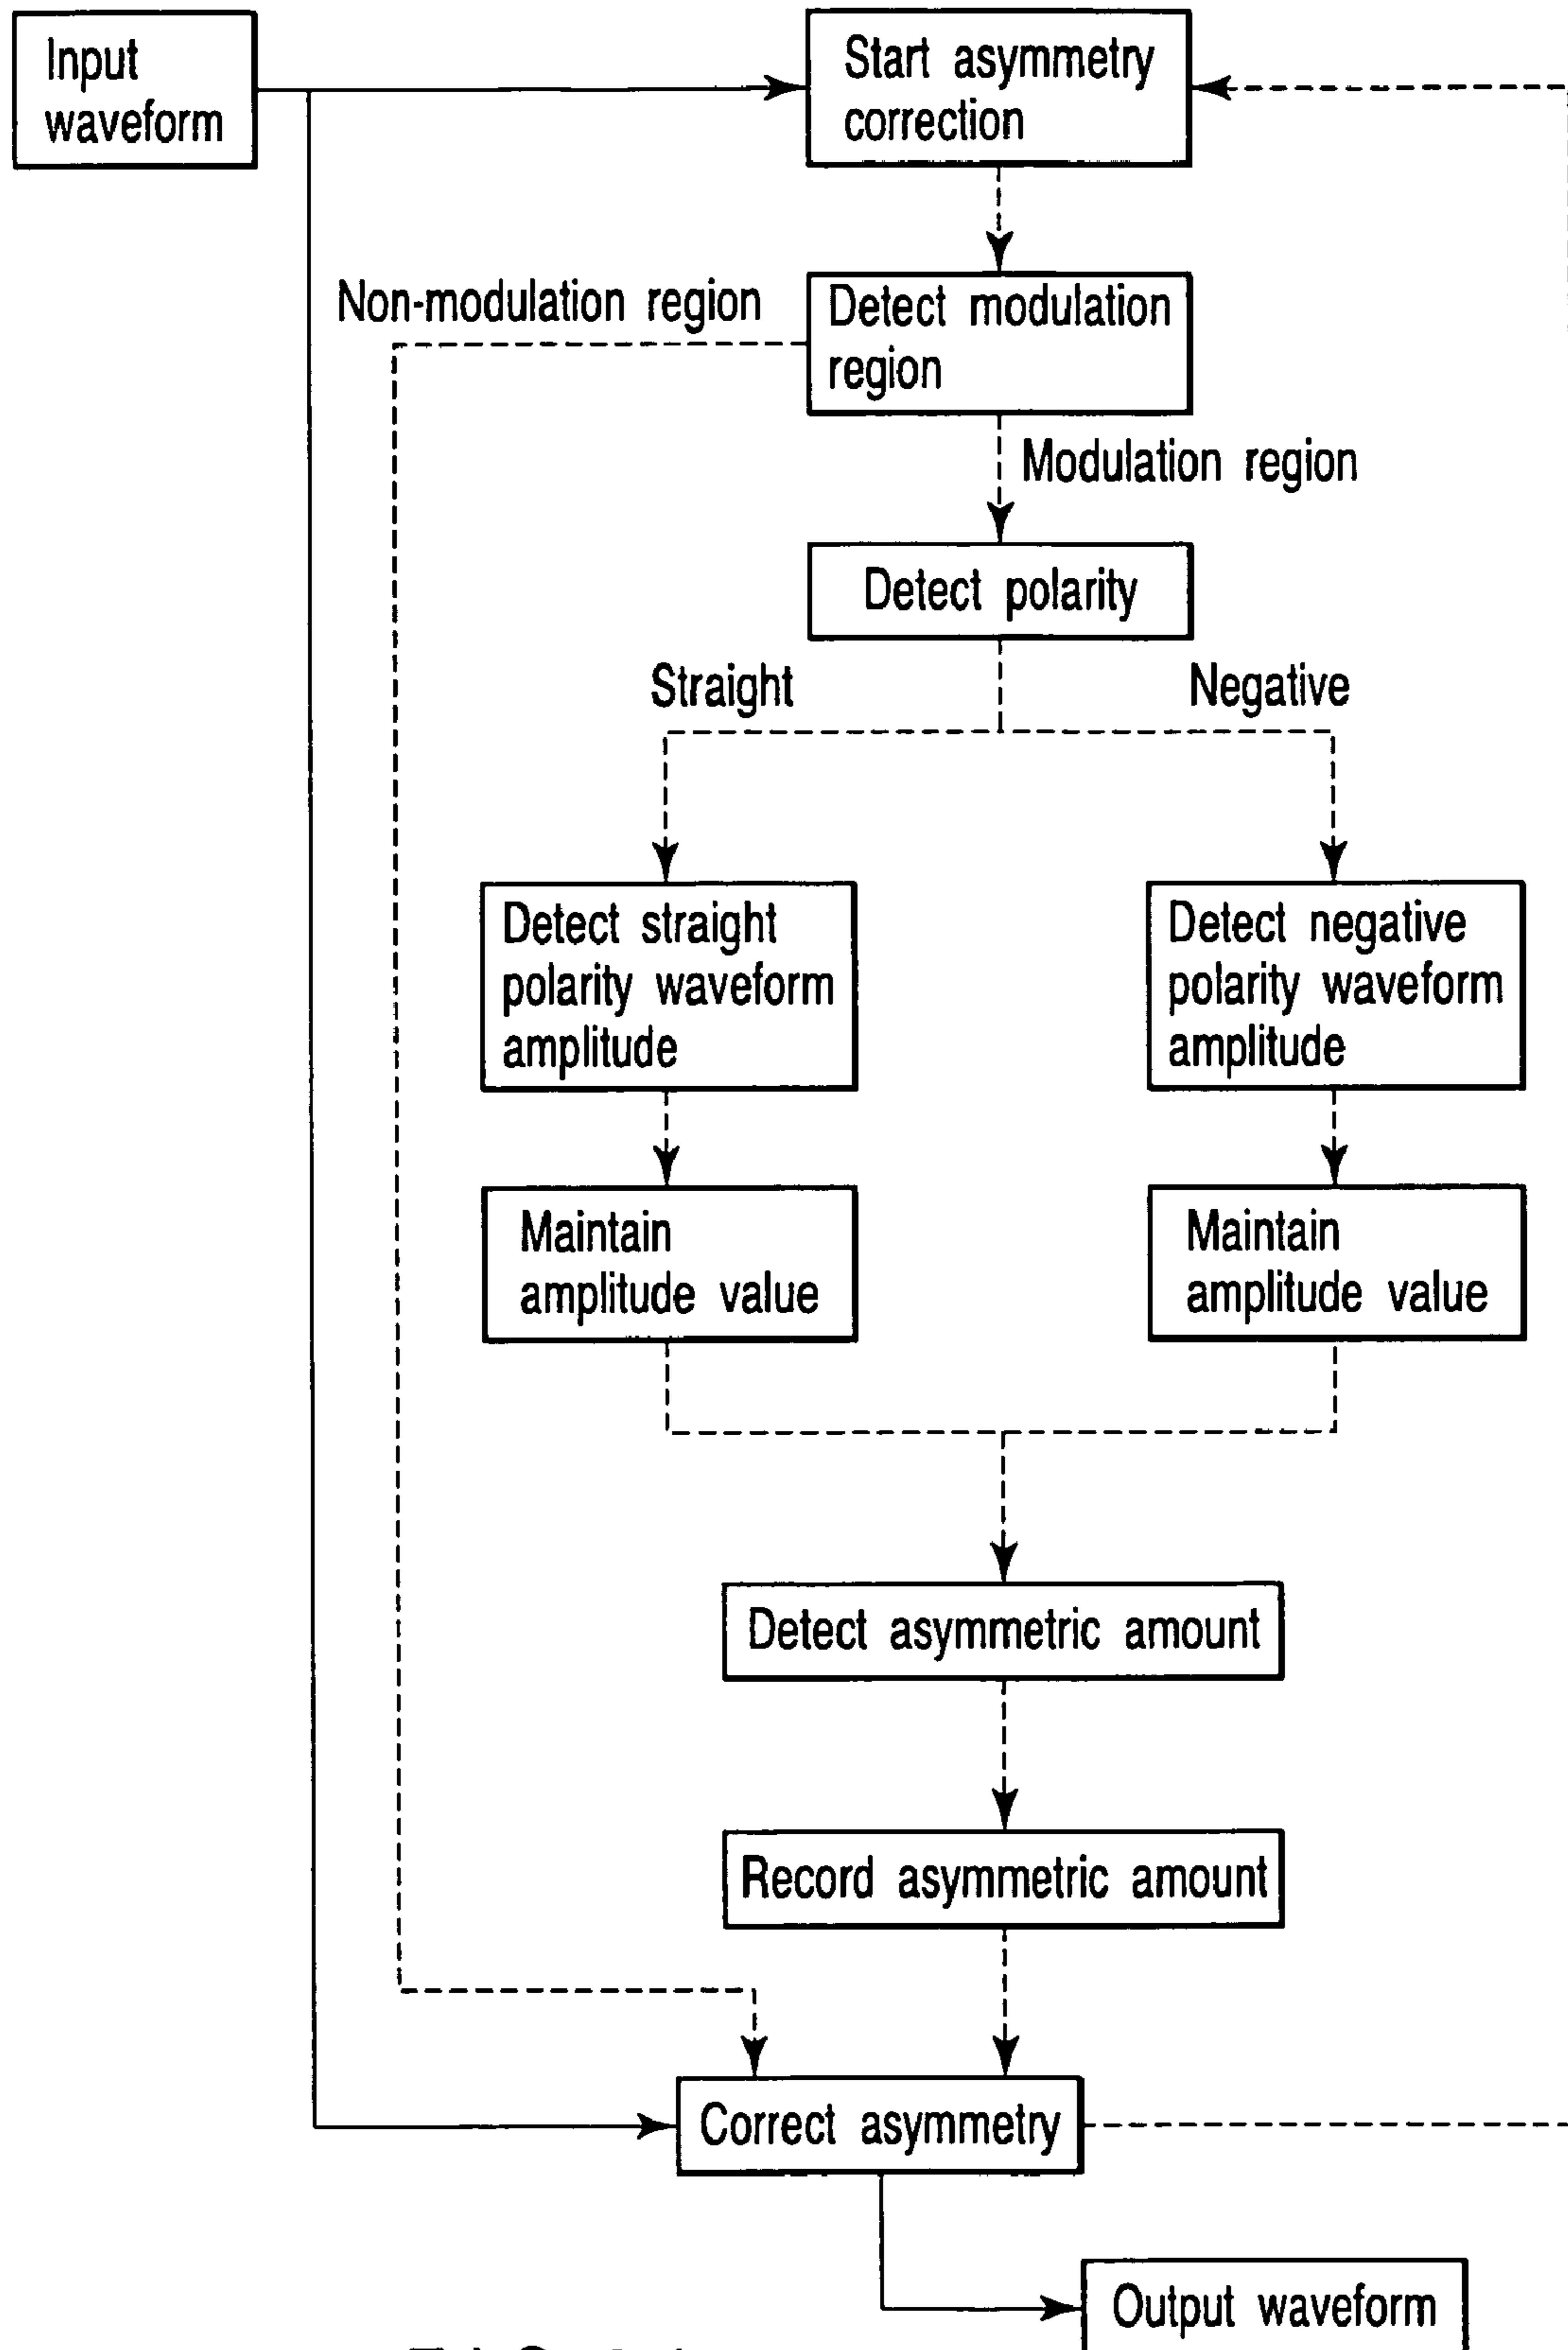 Input
waveform
Start asymmetry
correction
Non-modulation region
Detect modulation
region
Modulation region
Detect polarity
Straight
Negative
Detect straight
polarity waveform
amplitude
Detect negative
polarity waveform
amplitude
Maintain
amplitude value
Maintain
amplitude value
Detect asymmetric amount
Record asymmetric amount
Correct asymmetry
Output waveform